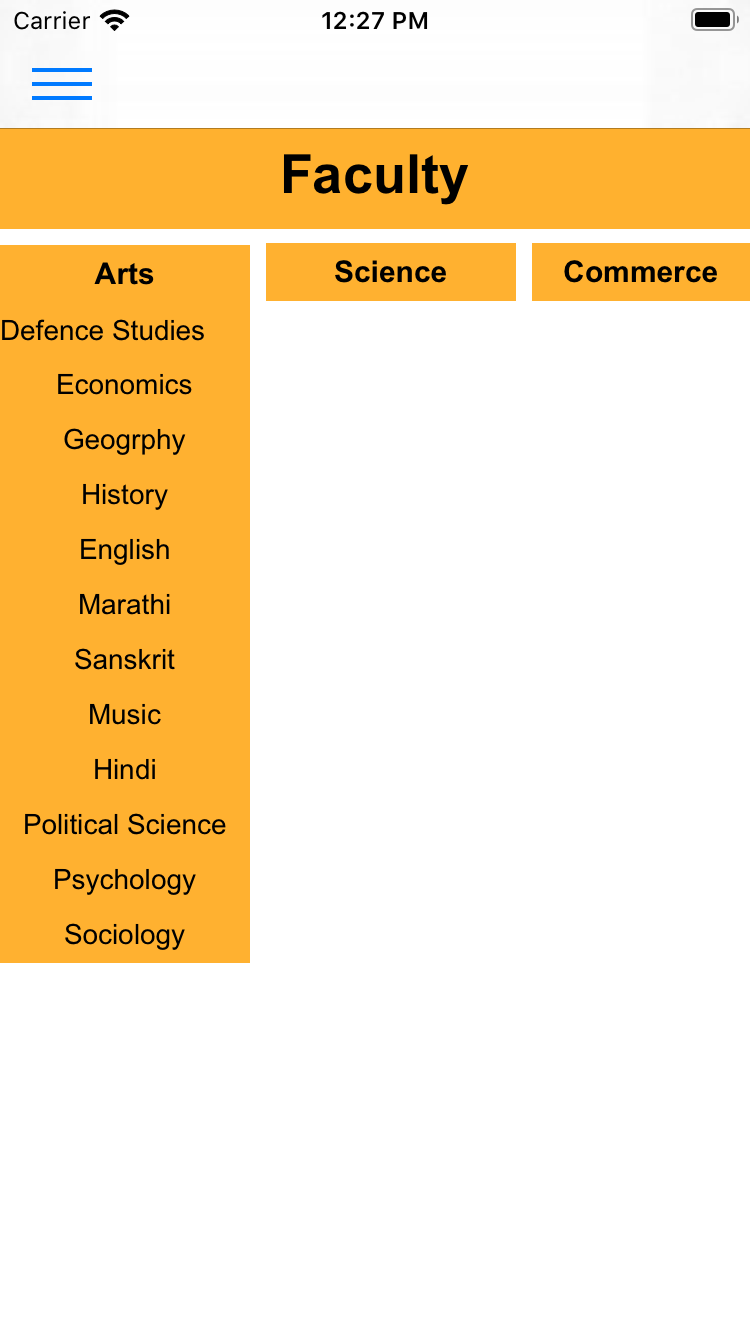 Carrier 12:27 PM
Faculty
Arts Science Commerce
Defence Studies
Economics
Geogrphy
History
English
Marathi
Sanskrit
Music
Hindi
Political Science
Psychology
Sociology